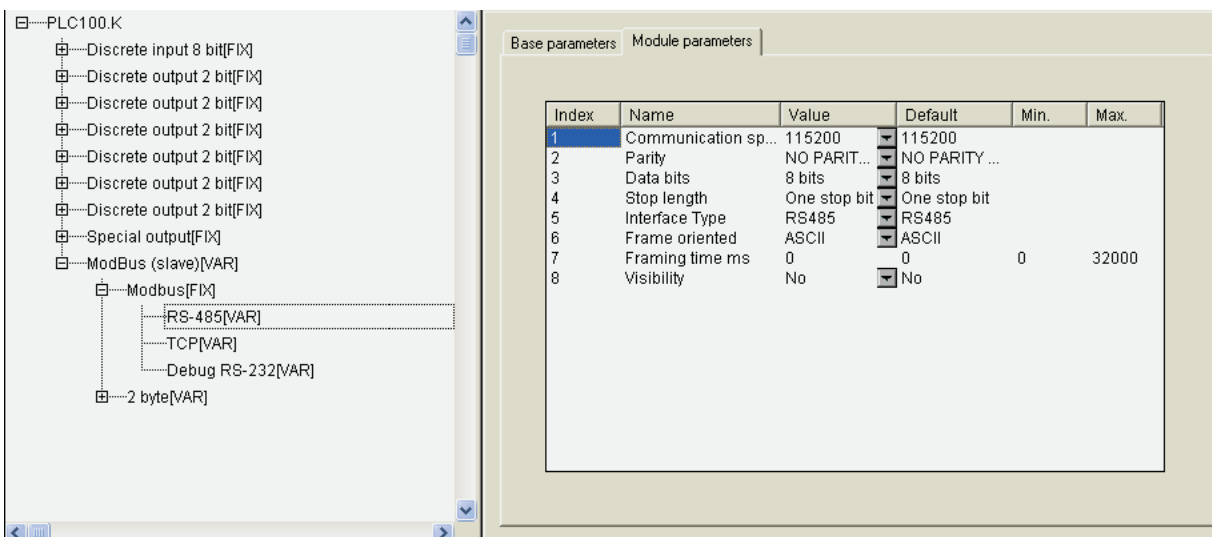 PLC100.K
Discrete input 8 bit[FIX]
Discrete output 2 bit[FIX]
Discrete output 2 bit[FIX]
Discrete output 2 bit[FIX]
Discrete output 2 bit[FIX]
Discrete output 2 bit[FIX]
Discrete output 2 bit[FIX]
Special output[FIX]
ModBus (slave)[VAR]
Modbus[FIX]
RS-485[VAR]
TCP[VAR]
Debug RS-232[VAR]
2 byte[VAR]
Base parameters Module parameters
Index Name Value Default Min. Max.
1 Communication sp... 115200 115200
2 Parity NO PARIT... NO PARITY ...
3 Data bits 8 bits 8 bits
4 Stop length One stop bit One stop bit
5 Interface Type RS485 RS485
6 Frame oriented ASCII ASCII
7 Framing time ms 0 0 0 32000
8 Visibility No No